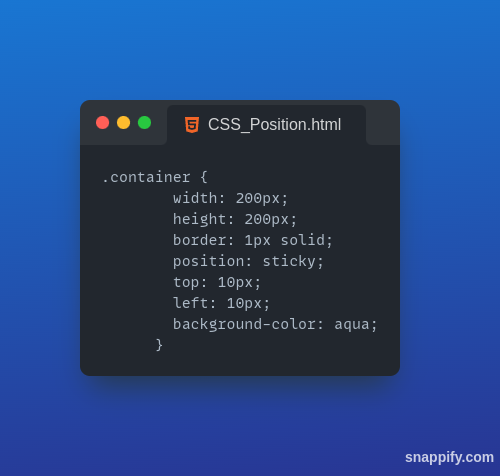 CSS_Position.html
.container {
width: 200px;
height: 200px;
border: 1px solid;
position: sticky;
top: 10px;
left: 10px;
background-color: aqua;
}
snappify.com